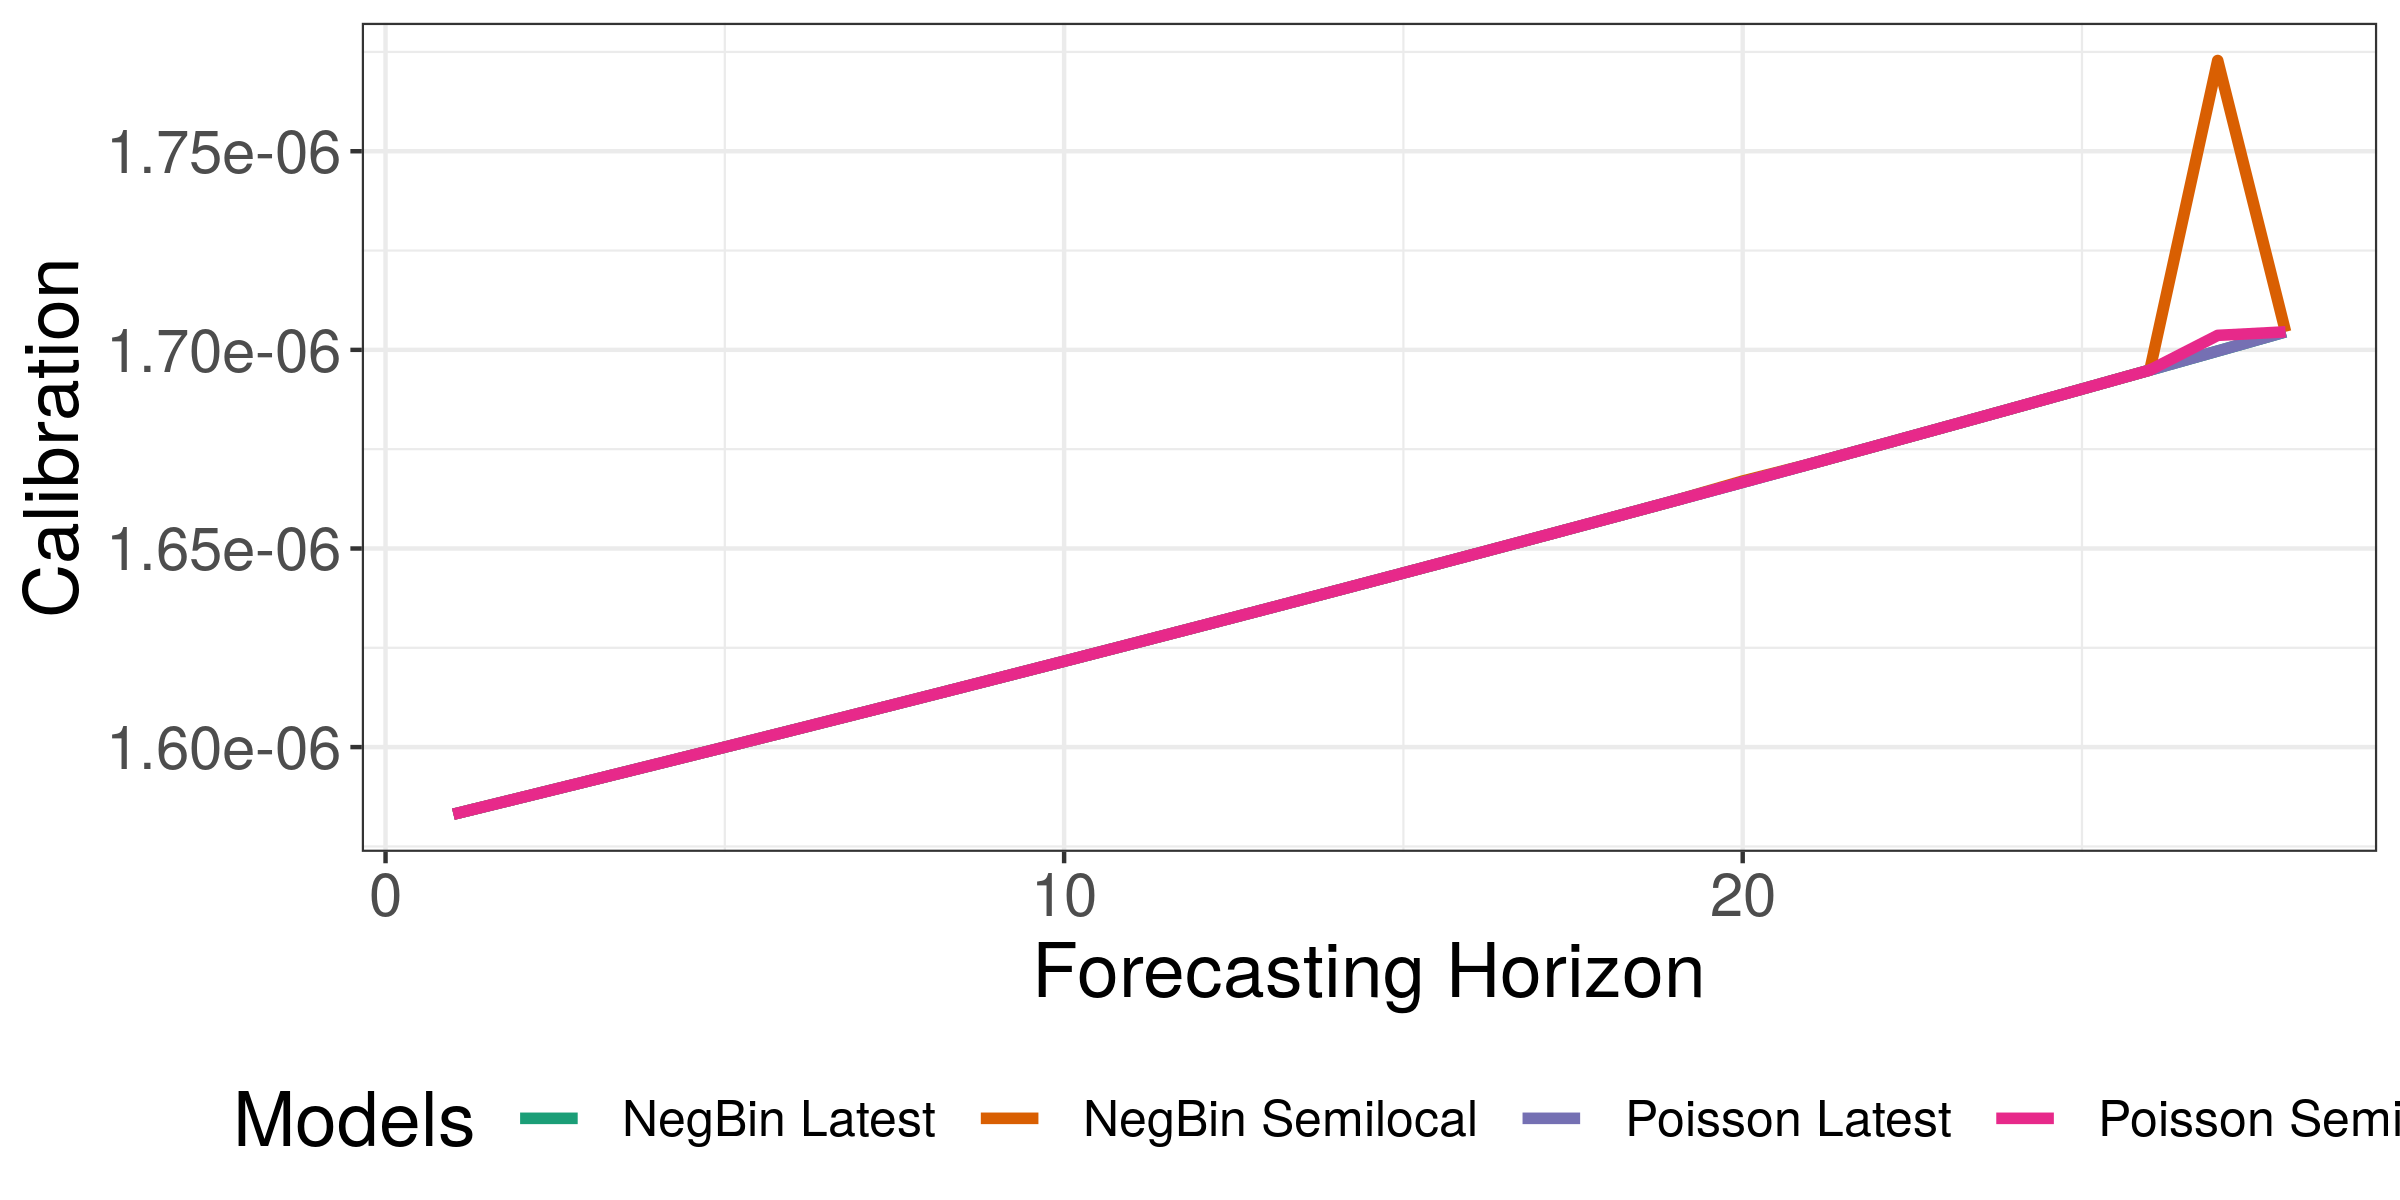 Calibration
1.75e-06
1.70e-06
1.65e-06
1.60e-06
0 10 20
Forecasting Horizon
Models NegBin Latest NegBin Semilocal Poisson Latest Poisson Semi